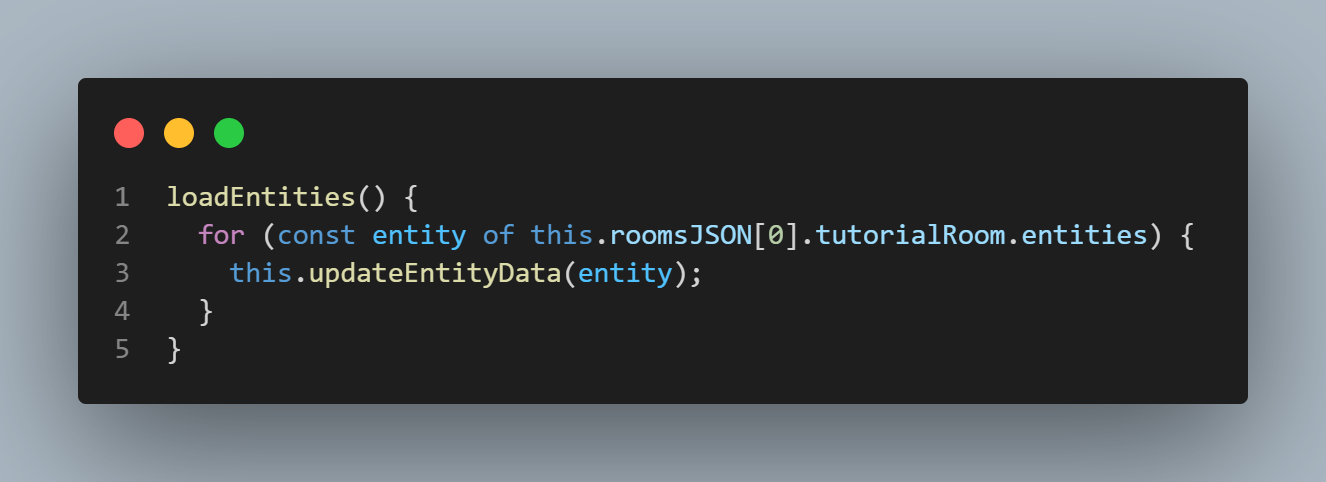 1 loadEntities() {
2   for (const entity of this.roomsJSON[0].tutorialRoom.entities) {
3     this.updateEntityData(entity);
4   }
5 }